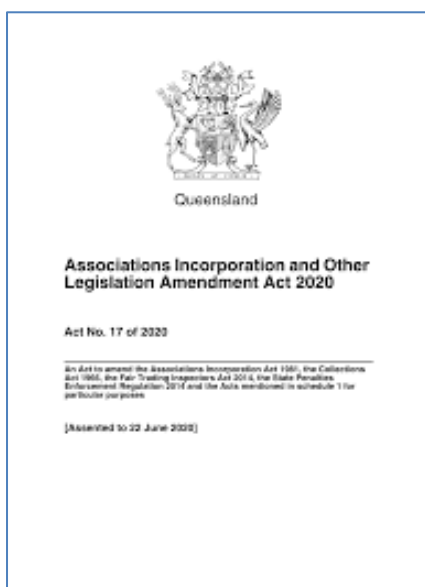 Queensland
Associations Incorporation and Other
Legislation Amendment Act 2020
Act No. 17 of 2020
An Act to amend the Associations Incorporation Act 1981, the Collections
Act 1966, the Fair Trading Inspectors Act 2014, the State Penalties
Enforcement Regulation 2014 and the Acts mentioned in schedule 1 for
particular purposes
[Assented to 22 June 2020]